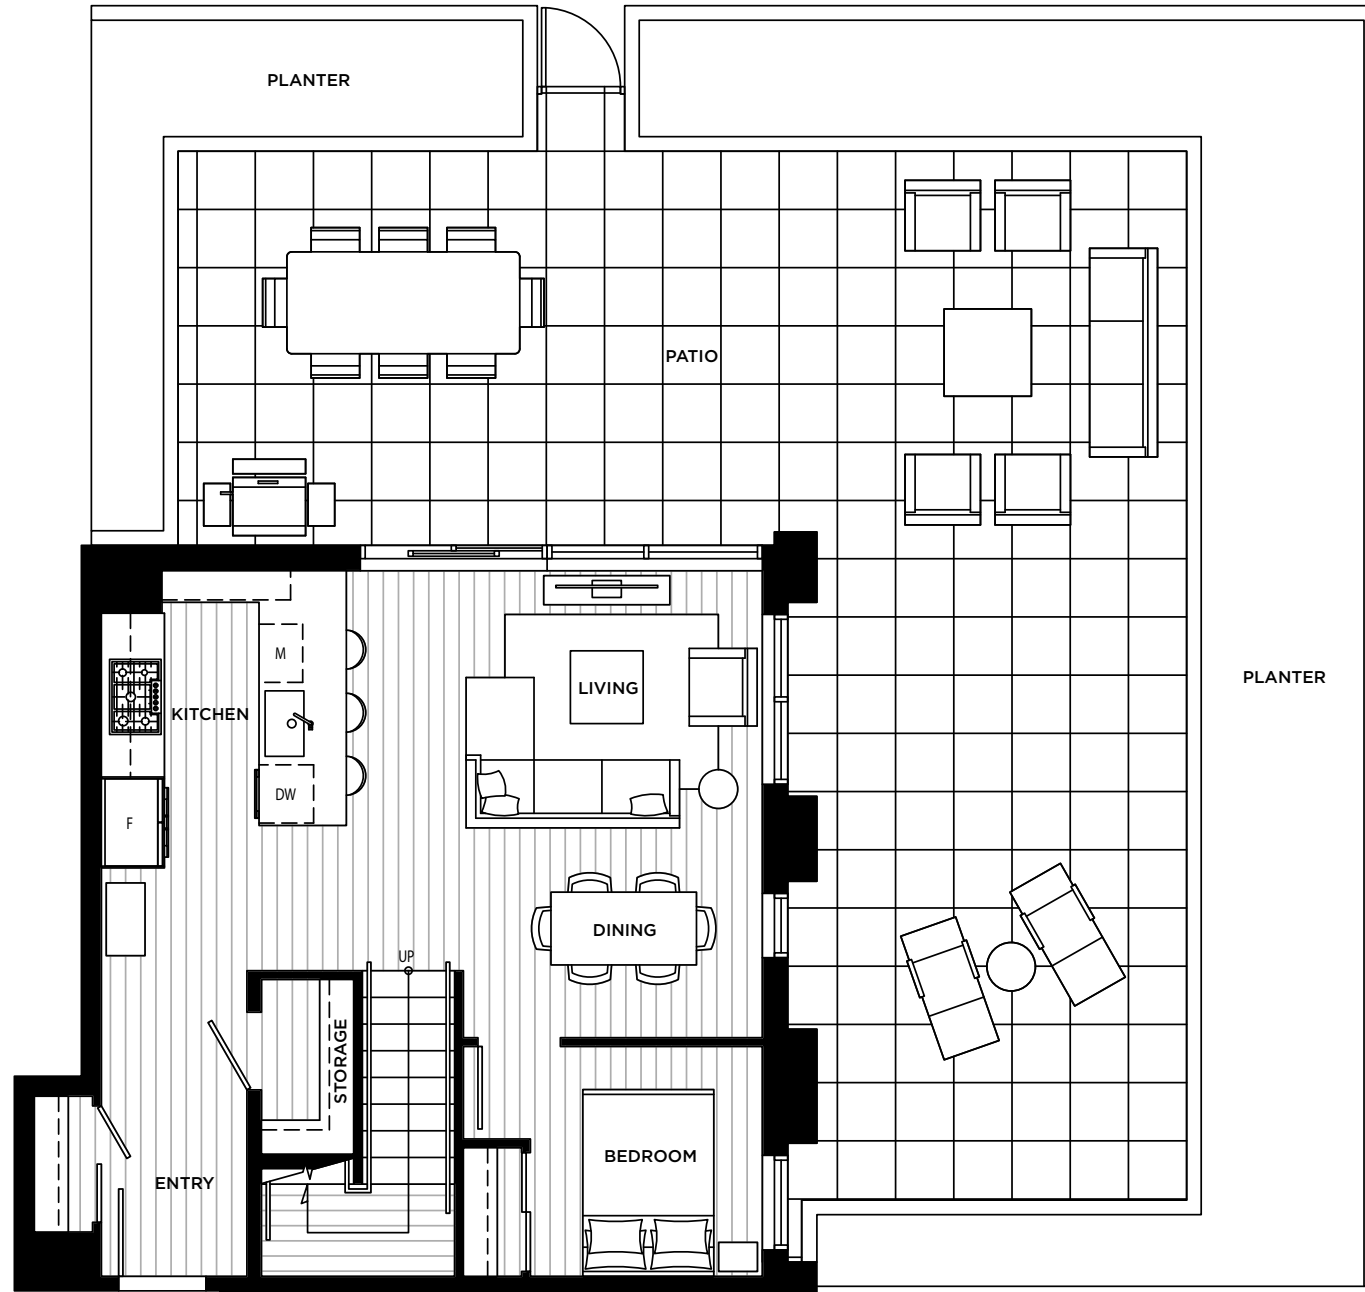 PLANTER
PATIO
M
LIVING
PLANTER
KITCHEN
DW
F
DINING
UP
STORAGE
BEDROOM
ENTRY